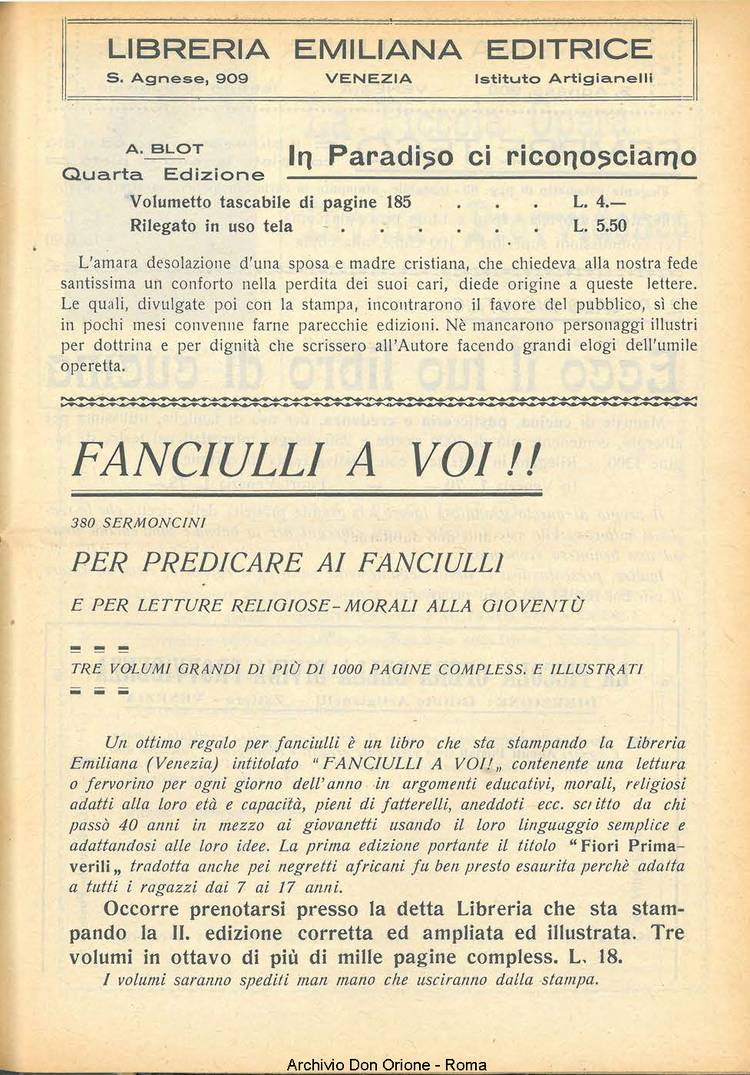 LIBRERIA EMILIANA EDITRICE
S. Agnese, 909 VENEZIA Istituto Artigianelli
A. BLOT
Quarta Edizione
In Paradiso ci riconosciamo
Volumetto tascabile di pagine 185 . . . L. 4.—
Rilegato in uso tela . . . . . . L. 5.50
L'amara desolazione d'una sposa e madre cristiana, che chiedeva alla nostra fede
santissima un conforto nella perdita dei suoi cari, diede origine a queste lettere.
Le quali, divulgate poi con la stampa, incontrarono il favore del pubblico, sì che
in pochi mesi convenne farne parecchie edizioni. Nè mancarono personaggi illustri
per dottrina e per dignità che scrissero all'Autore facendo grandi elogi dell'umile
operetta.
FANCIULLI A VOI!!
380 SERMONCINI
PER PREDICARE AI FANCIULLI
E PER LETTURE RELIGIOSE-MORALI ALLA GIOVENTÙ
TRE VOLUMI GRANDI DI PIÙ DI 1000 PAGINE COMPLESS. E ILLUSTRATI
Un ottimo regalo per fanciulli è un libro che sta stampando la Libreria
Emiliana (Venezia) intitolato "FANCIULLI A VOI!„ contenente una lettura
o fervorino per ogni giorno dell'anno in argomenti educativi, morali, religiosi
adatti alla loro età e capacità, pieni di fatterelli, aneddoti ecc. scritto da chi
passò 40 anni in mezzo ai giovanetti usando il loro linguaggio semplice e
adattandosi alle loro idee. La prima edizione portante il titolo "Fiori Prima-
verili„ tradotta anche pei negretti africani fu ben presto esaurita perchè adatta
a tutti i ragazzi dai 7 ai 17 anni.
Occorre prenotarsi presso la detta Libreria che sta stam-
pando la II. edizione corretta ed ampliata ed illustrata. Tre
volumi in ottavo di più di mille pagine compless. L. 18.
I volumi saranno spediti man mano che usciranno dalla stampa.
Archivio Don Orione - Roma